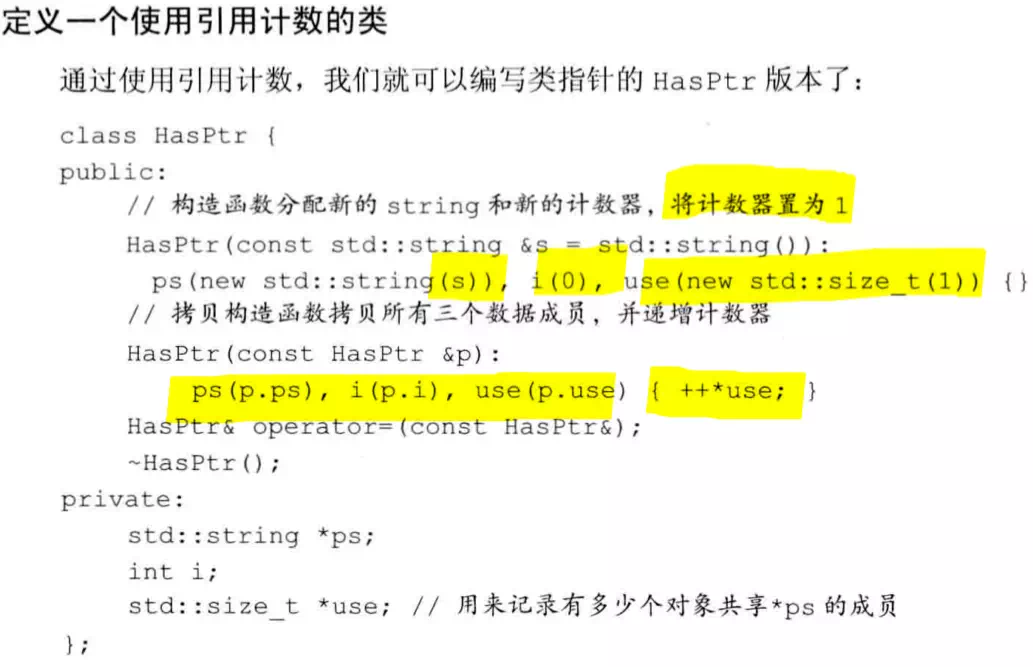 定义一个使用引用计数的类
通过使用引用计数，我们就可以编写类指针的 HasPtr 版本了：
class HasPtr {
public:
// 构造函数分配新的 string 和新的计数器，将计数器置为 1
HasPtr(const std::string &s = std::string()):
ps(new std::string(s)), i(0), use(new std::size_t(1)) {}
// 拷贝构造函数拷贝所有三个数据成员，并递增计数器
HasPtr(const HasPtr &p):
ps(p.ps), i(p.i), use(p.use) { ++*use; }
HasPtr& operator=(const HasPtr&);
~HasPtr();
private:
std::string *ps;
int i;
std::size_t *use; // 用来记录有多少个对象共享*ps 的成员
};